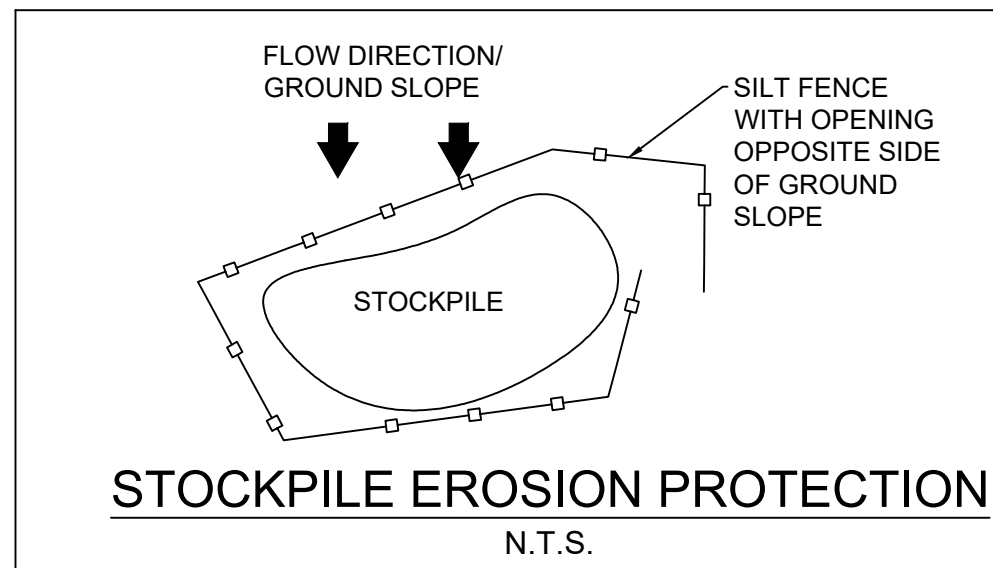 FLOW DIRECTION/
GROUND SLOPE
SILT FENCE
WITH OPENING
OPPOSITE SIDE
OF GROUND
SLOPE
STOCKPILE
STOCKPILE EROSION PROTECTION
N.T.S.